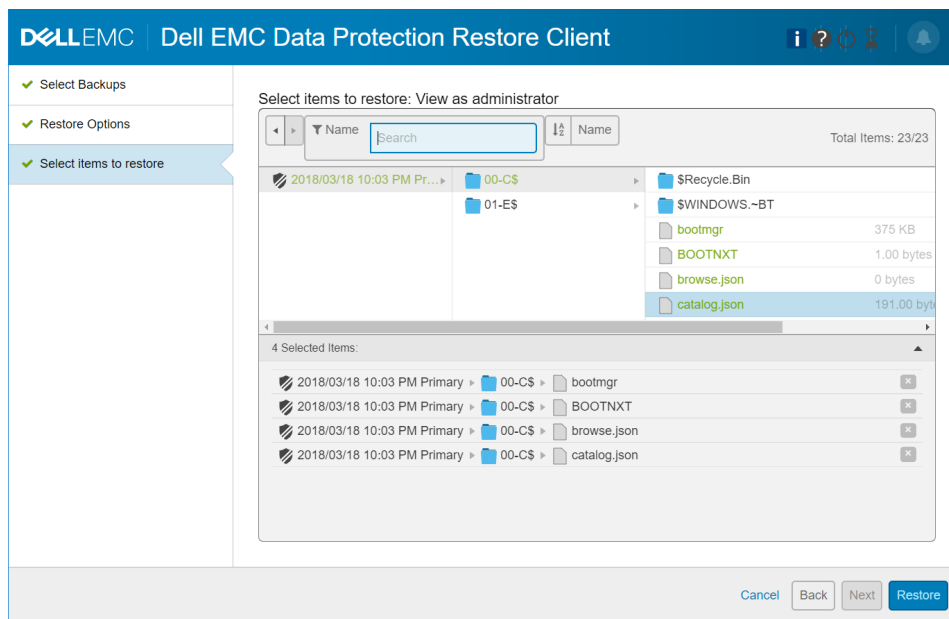 DELLEMC Dell EMC Data Protection Restore Client
Select Backups
Restore Options
Select items to restore
Select items to restore: View as administrator
Name Search Name Total Items: 23/23
2018/03/18 10:03 PM Pr... 00-C$ $Recycle.Bin
01-E$ $WINDOWS.~BT
bootmgr 375 KB
BOOTNXT 1.00 bytes
browse.json 0 bytes
catalog.json 191.00 byt
4 Selected Items:
2018/03/18 10:03 PM Primary 00-C$ bootmgr
2018/03/18 10:03 PM Primary 00-C$ BOOTNXT
2018/03/18 10:03 PM Primary 00-C$ browse.json
2018/03/18 10:03 PM Primary 00-C$ catalog.json
Cancel Back Next Restore